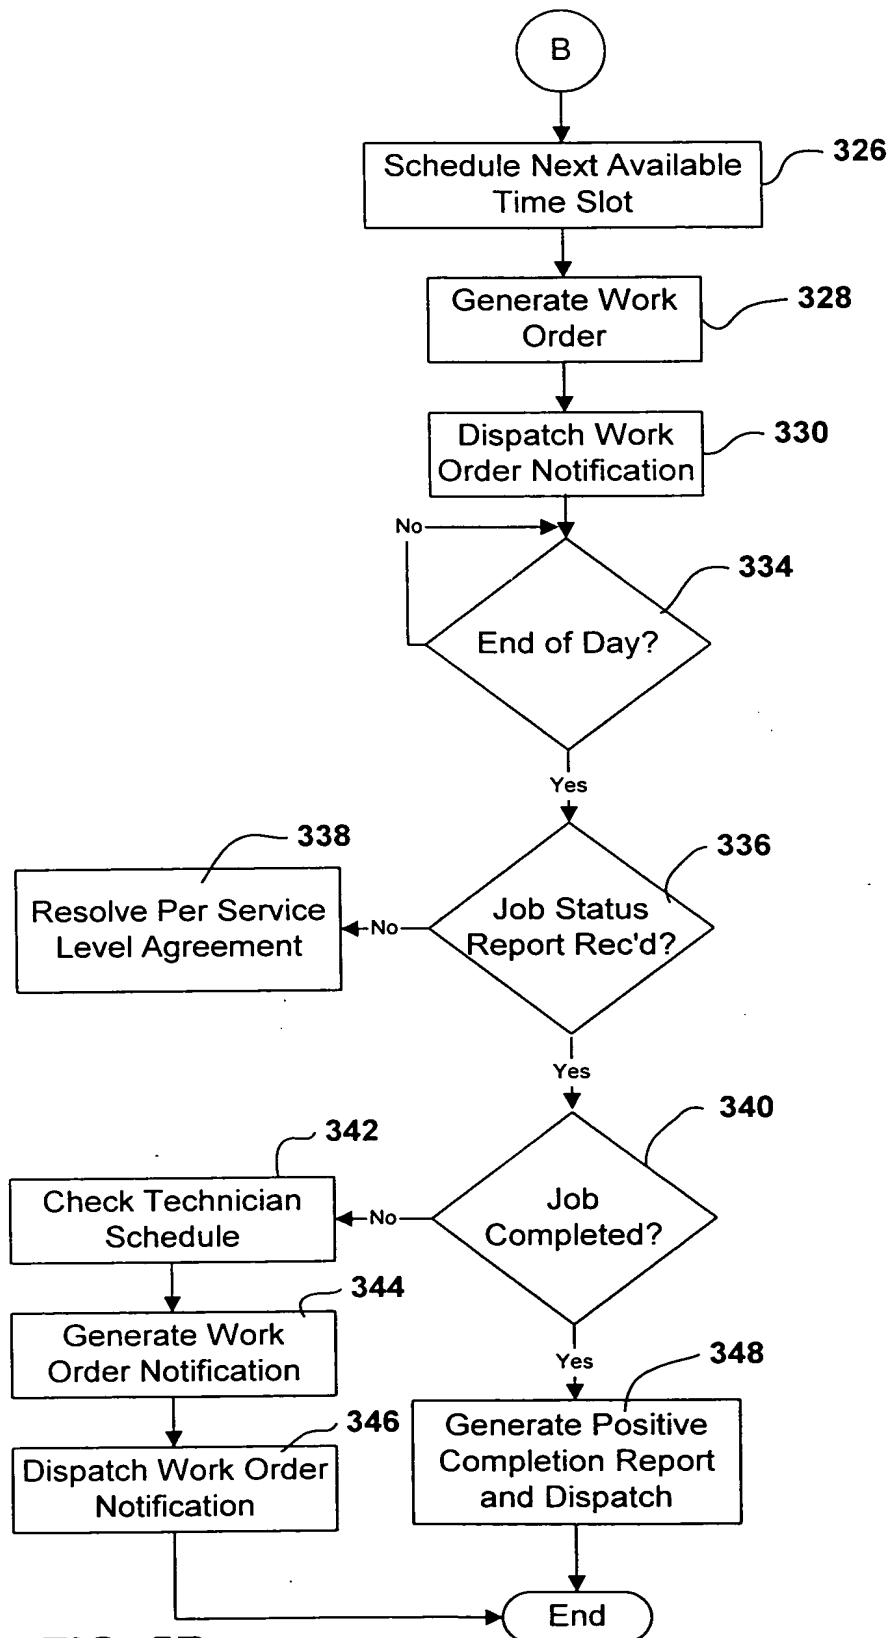 B
Schedule Next Available
Time Slot
326
Generate Work
Order
328
Dispatch Work
Order Notification
330
No
End of Day?
334
Yes
338
Resolve Per Service
Level Agreement
No
Job Status
Report Rec'd?
336
Yes
340
342
Check Technician
Schedule
No
Job
Completed?
344
Generate Work
Order Notification
Yes
348
346
Dispatch Work Order
Notification
Generate Positive
Completion Report
and Dispatch
End